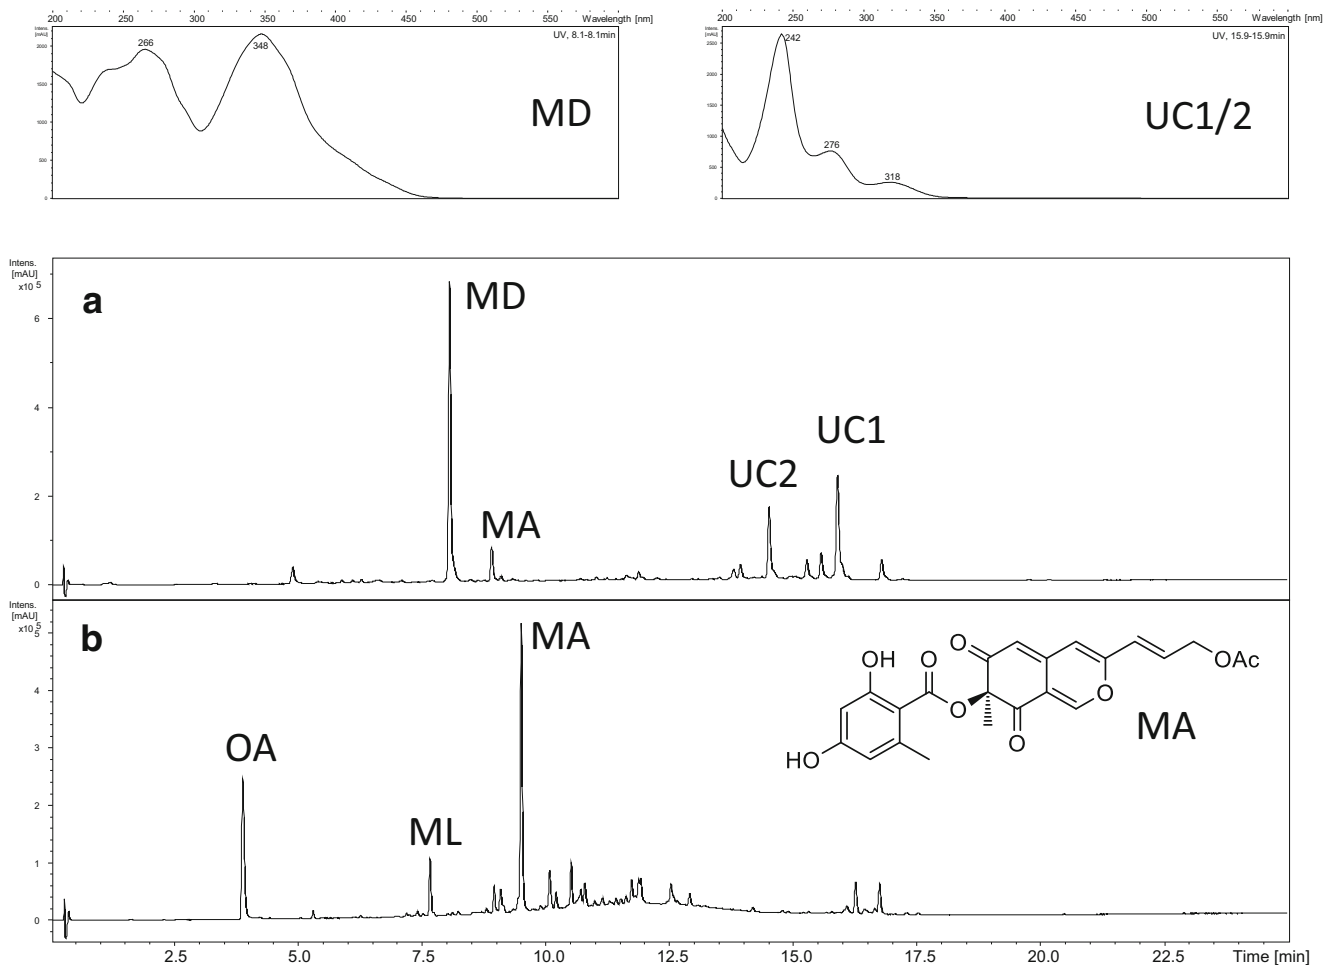 200 250 300 350 400 450 500 550 Wavelength [nm]
Intens.
[mAU]
UV, 8.1-8.1min
2000
1500
1000
500
0
266
348
MD
200 250 300 350 400 450 500 550 Wavelength [nm]
Intens.
[mAU]
UV, 15.9-15.9min
2500
2000
1500
1000
500
0
242
276
318
UC1/2
Intens.
[mAU]
x10 5
6
4
2
0
a
MD
MA
UC2
UC1
Intens.
[mAU]
x10 5
5
4
3
2
1
0
b
OA
ML
MA
OH
O
O
O
O
O
OAc
HO
MA
2.5 5.0 7.5 10.0 12.5 15.0 17.5 20.0 22.5 Time [min]